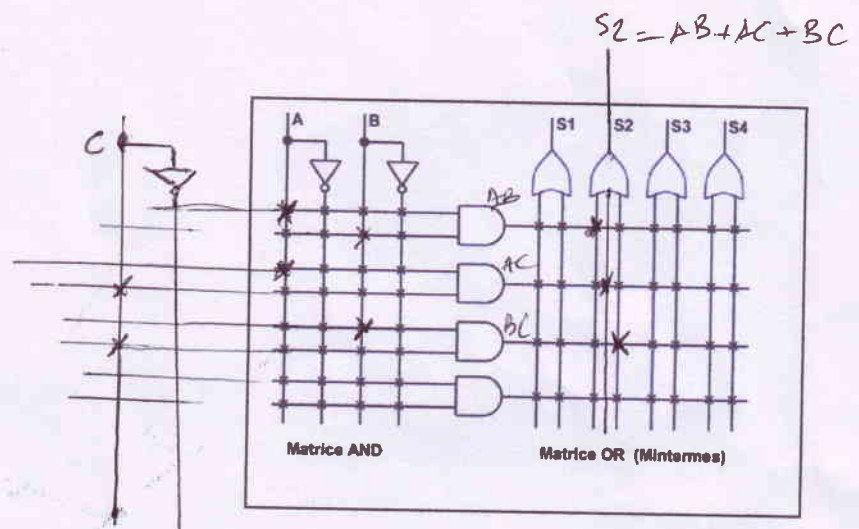 S2 = AB + AC + BC
C
A B S1 S2 S3 S4
AB
AC
BC
Matrice AND Matrice OR (Mintermes)